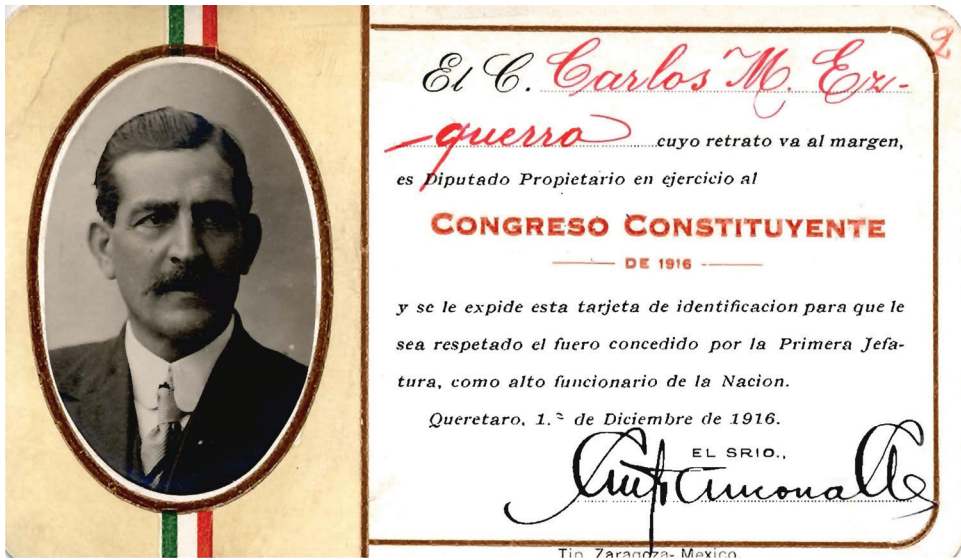 2
El C. Carlos M. Ez-
querro cuyo retrato va al margen,
es Diputado Propietario en ejercicio al
CONGRESO CONSTITUYENTE
DE 1916
y se le expide esta tarjeta de identificacion para que le
sea respetado el fuero concedido por la Primera Jefa-
tura, como alto funcionario de la Nacion.
Queretaro, 1.º de Diciembre de 1916.
EL SRIO.,
Tip. Zaragoza- Mexico